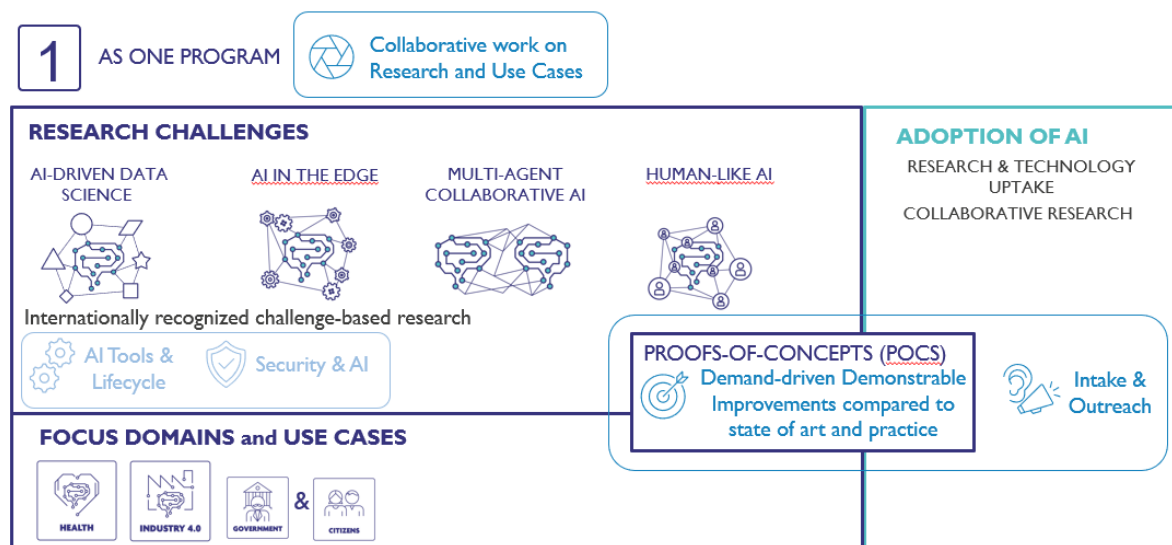 1
AS ONE PROGRAM
Collaborative work on
Research and Use Cases
RESEARCH CHALLENGES
AI-DRIVEN DATA
SCIENCE
AI IN THE EDGE
MULTI-AGENT
COLLABORATIVE AI
HUMAN-LIKE AI
Internationally recognized challenge-based research
AI Tools &
Lifecycle
Security & AI
ADOPTION OF AI
RESEARCH & TECHNOLOGY
UPTAKE
COLLABORATIVE RESEARCH
PROOFS-OF-CONCEPTS (POCS)
Demand-driven Demonstrable
Improvements compared to
state of art and practice
Intake &
Outreach
FOCUS DOMAINS and USE CASES
HEALTH
INDUSTRY 4.0
GOVERNMENT
&
CITIZENS